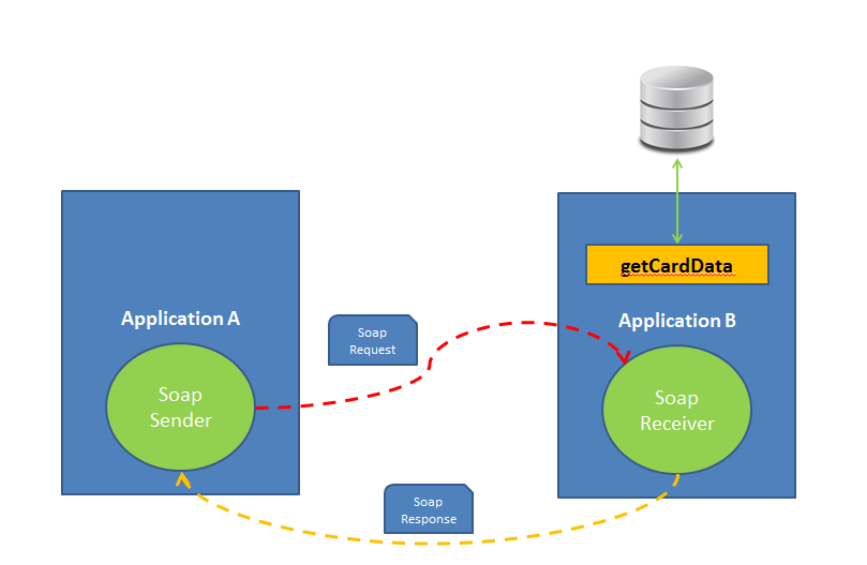 getCardData
Application A
Application B
Soap
Request
Soap
Sender
Soap
Receiver
Soap
Response